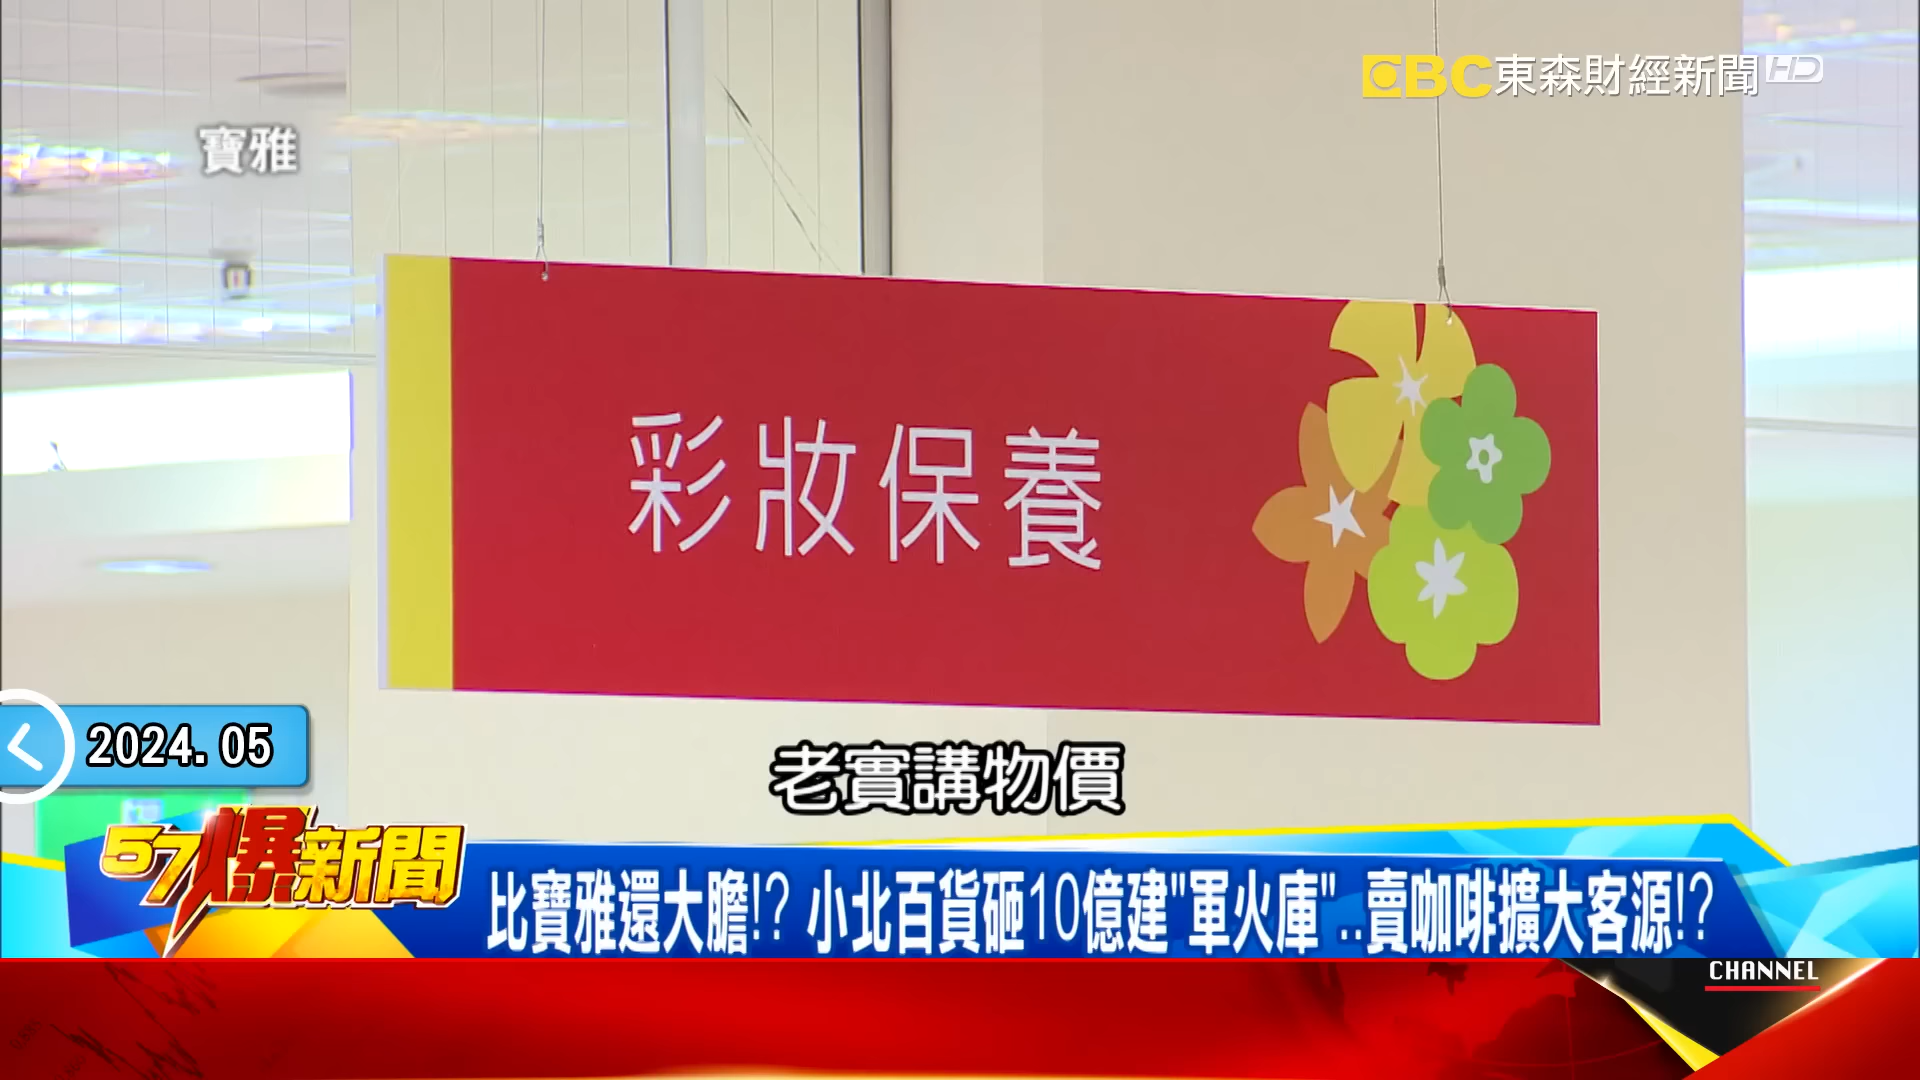 EBC東森財經新聞HD
寶雅
彩妝保養
2024.05
老實講物價
57爆新聞
比寶雅還大膽!? 小北百貨砸10億建"軍火庫"..賣咖啡擴大客源!?
CHANNEL